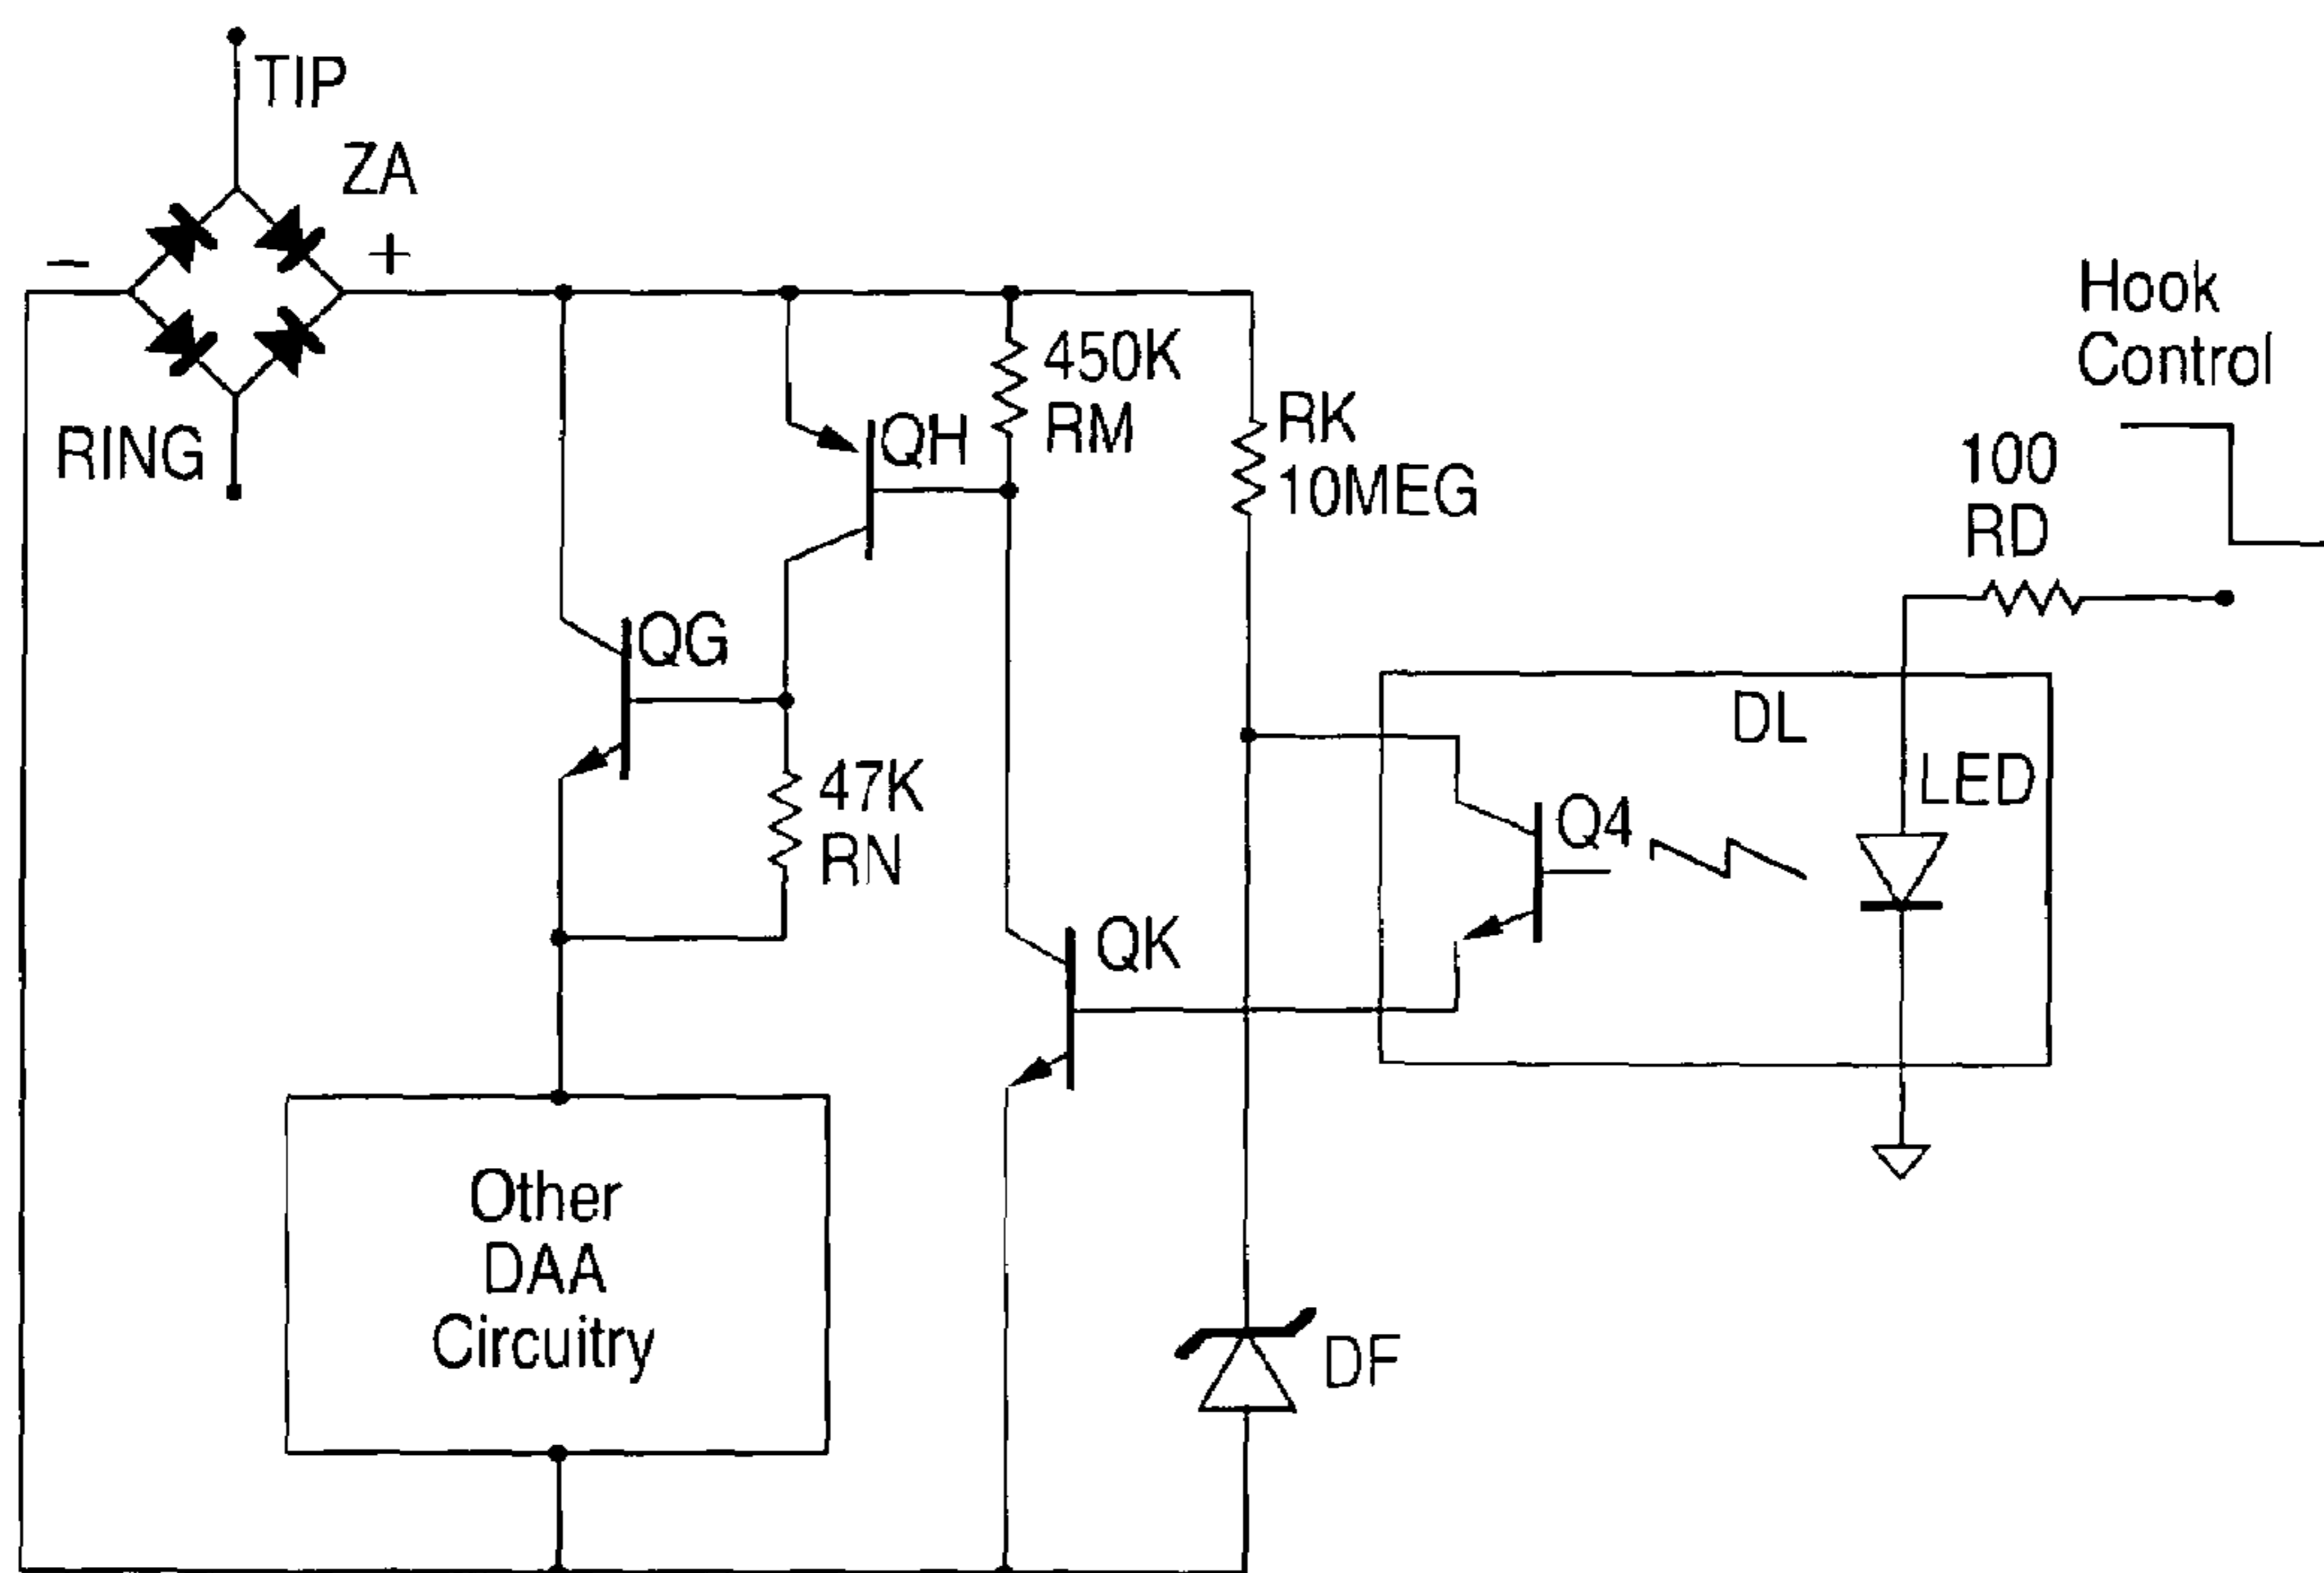 TIP
ZA
−
+
RING
450K
RM
QH
RK
10MEG
Hook
Control
100
RD
QG
DL
LED
47K
RN
Q4
QK
Other
DAA
Circuitry
DF